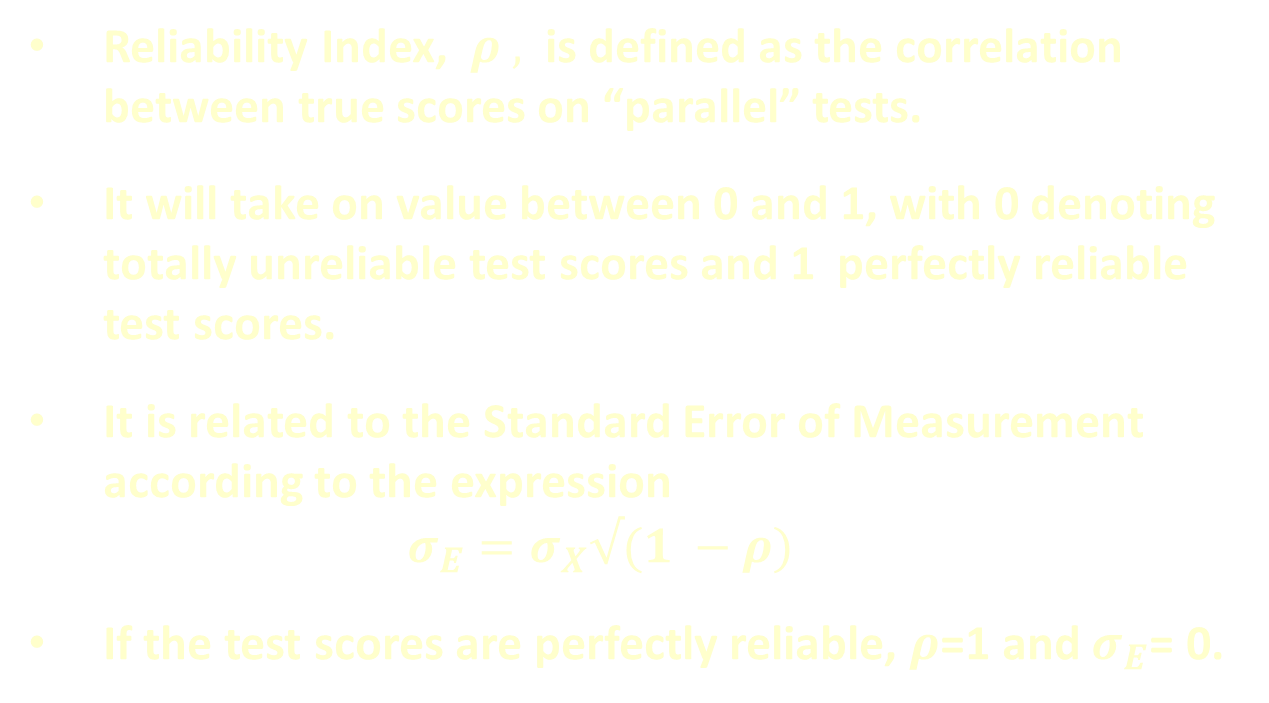 • Reliability Index, ρ , is defined as the correlation
between true scores on “parallel” tests.
• It will take on value between 0 and 1, with 0 denoting
totally unreliable test scores and 1 perfectly reliable
test scores.
• It is related to the Standard Error of Measurement
according to the expression
σ_E = σ_X√(1 − ρ)
• If the test scores are perfectly reliable, ρ=1 and σ_E= 0.